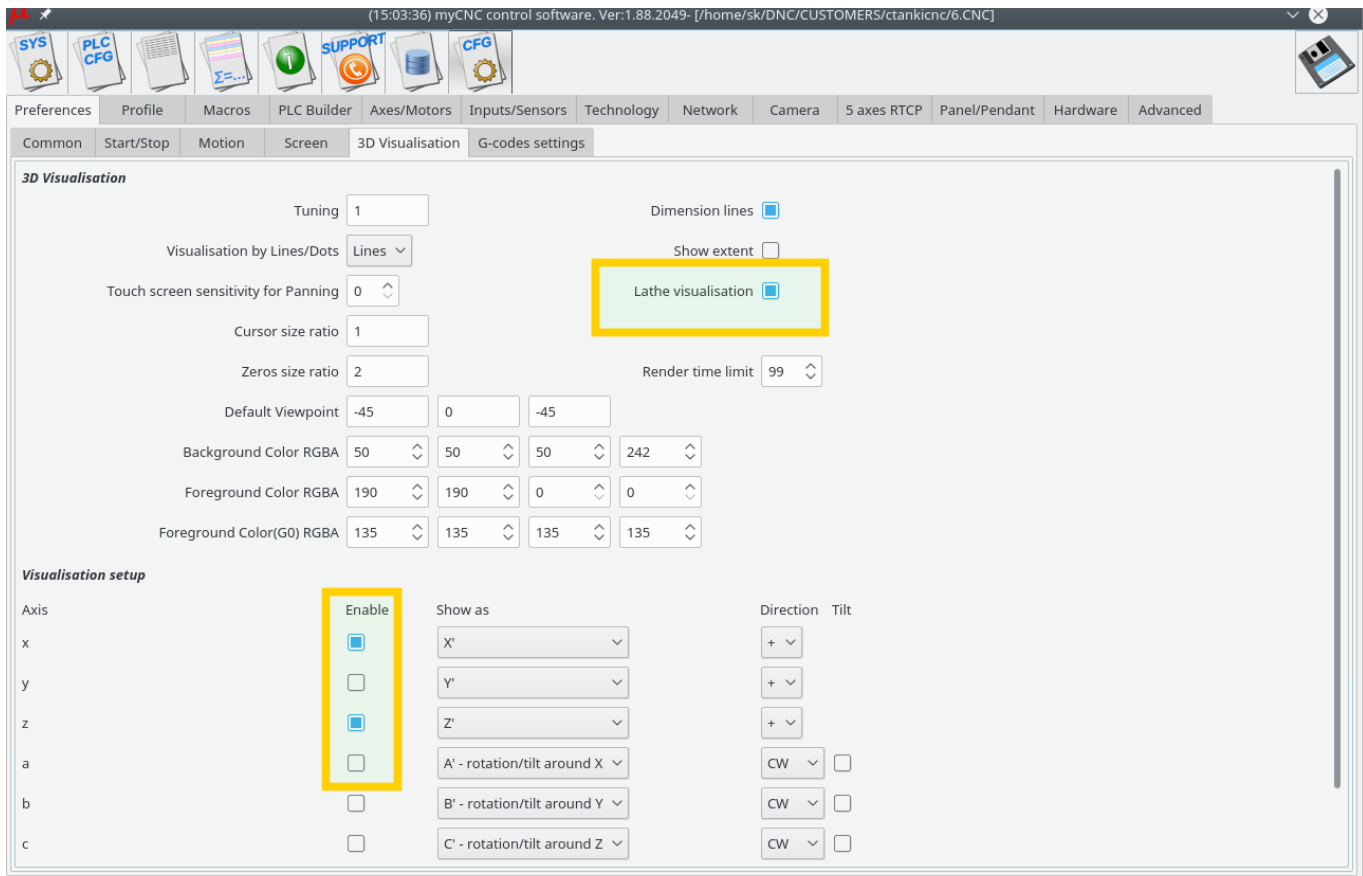 (15:03:36) myCNC control software. Ver:1.88.2049- [/home/sk/DNC/CUSTOMERS/ctankicnc/6.CNC]
SYS PLC CFG Σ=... i SUPPORT CFG
Preferences Profile Macros PLC Builder Axes/Motors Inputs/Sensors Technology Network Camera 5 axes RTCP Panel/Pendant Hardware Advanced
Common Start/Stop Motion Screen 3D Visualisation G-codes settings
3D Visualisation
Tuning 1 Dimension lines
Visualisation by Lines/Dots Lines Show extent
Touch screen sensitivity for Panning 0 Lathe visualisation
Cursor size ratio 1
Zeros size ratio 2 Render time limit 99
Default Viewpoint -45 0 -45
Background Color RGBA 50 50 50 242
Foreground Color RGBA 190 190 0 0
Foreground Color(G0) RGBA 135 135 135 135
Visualisation setup
Axis Enable Show as Direction Tilt
x X' +
y Y' +
z Z' +
a A' - rotation/tilt around X CW
b B' - rotation/tilt around Y CW
c C' - rotation/tilt around Z CW